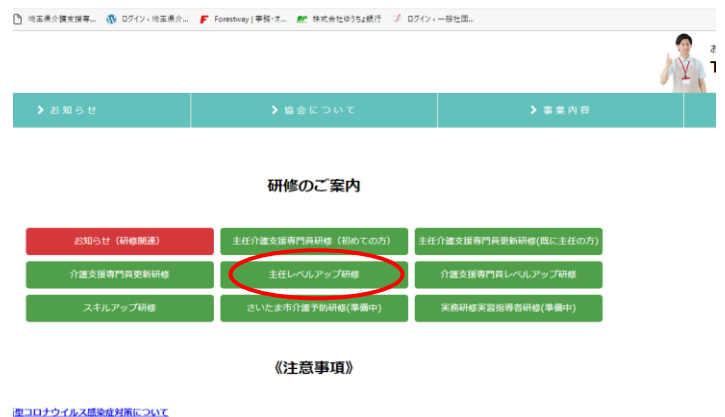 埼玉県介護支援専... ログイン ‹ 埼玉県介... Forestway | 事務・オ... 株式会社ゆうちょ銀行 ログイン ‹ 一般社団...
お
T
お知らせ 協会について 事業内容
研修のご案内
お知らせ（研修関連） 主任介護支援専門員研修（初めての方） 主任介護支援専門員更新研修(既に主任の方)
介護支援専門員更新研修 主任レベルアップ研修 介護支援専門員レベルアップ研修
スキルアップ研修 さいたま市介護予防研修(準備中) 実務研修実習指導者研修(準備中)
《注意事項》
型コロナウイルス感染症対策について